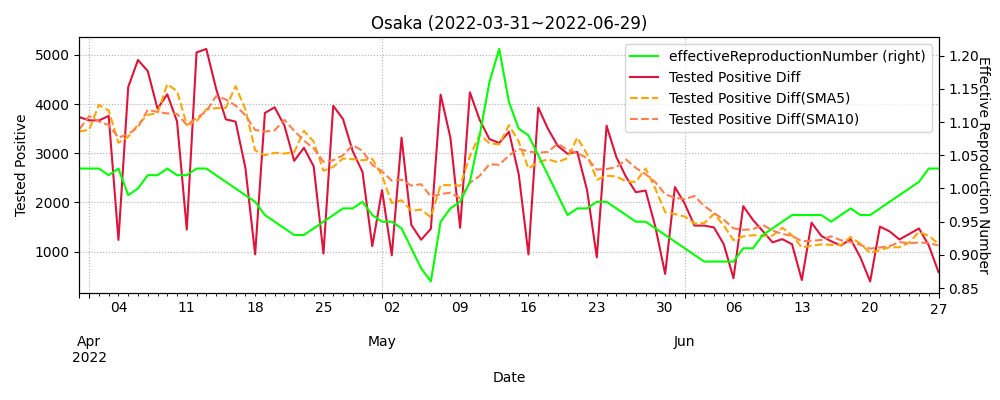 Osaka (2022-03-31~2022-06-29)
effectiveReproductionNumber (right)
Tested Positive Diff
Tested Positive Diff(SMA5)
Tested Positive Diff(SMA10)
Tested Positive
5000
4000
3000
2000
1000
1.20
1.15
1.10
1.05
1.00
0.95
0.90
0.85
Effective Reproduction Number
04 11 18 25 02 09 16 23 30 06 13 20 27
Apr May Jun
2022
Date